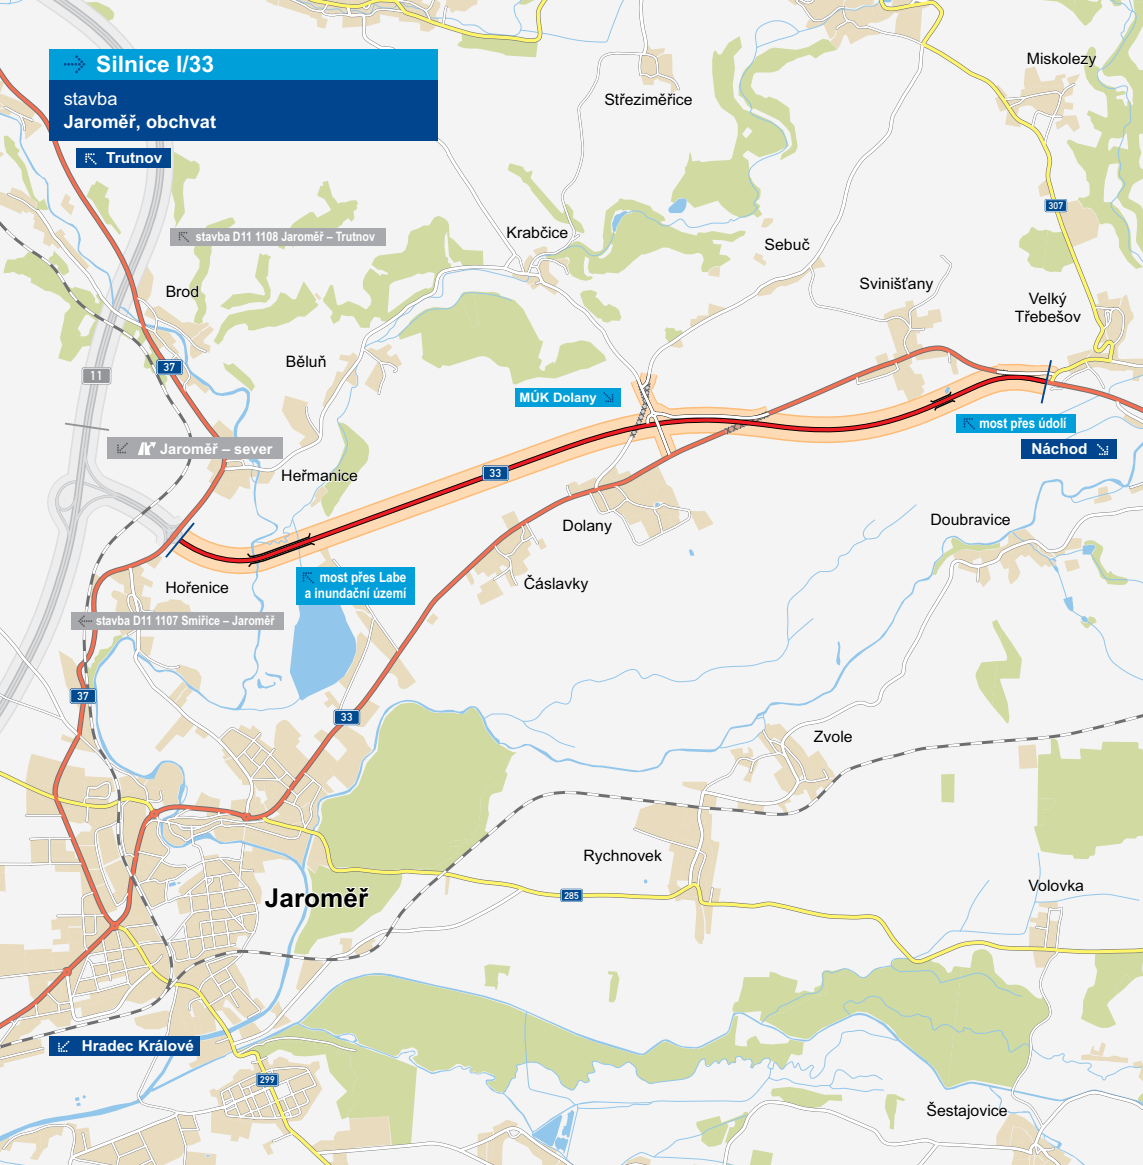 Silnice I/33
stavba
Jaroměř, obchvat
Miskolezy
Střeziměřice
Trutnov
307
Krabčice
stavba D11 1108 Jaroměř – Trutnov
Sebuč
Svinišťany
Brod
Velký
Třebešov
Běluň
37
11
MÚK Dolany
most přes údolí
Jaroměř – sever
Náchod
Heřmanice
33
Dolany
Doubravice
most přes Labe
a inundační území
Čáslavky
Hořenice
stavba D11 1107 Smiřice – Jaroměř
37
33
Zvole
Rychnovek
Volovka
285
Jaroměř
Hradec Králové
299
Šestajovice